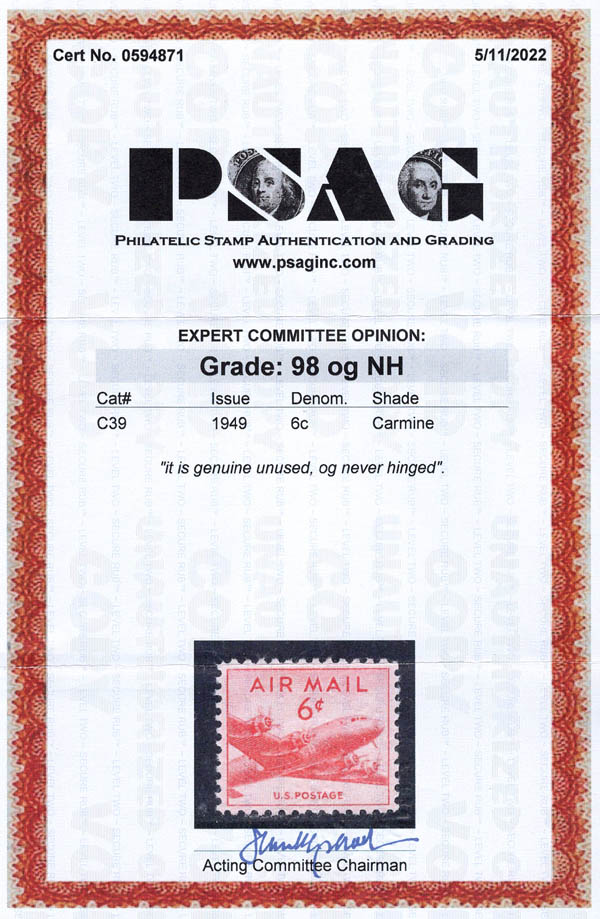 Cert No. 0594871 5/11/2022
PSAG
PHILATELIC STAMP AUTHENTICATION AND GRADING
www.psaginc.com
EXPERT COMMITTEE OPINION:
Grade: 98 og NH
Cat# Issue Denom. Shade
C39 1949 6c Carmine
"it is genuine unused, og never hinged".
AIR MAIL
6¢
U.S. POSTAGE
Acting Committee Chairman